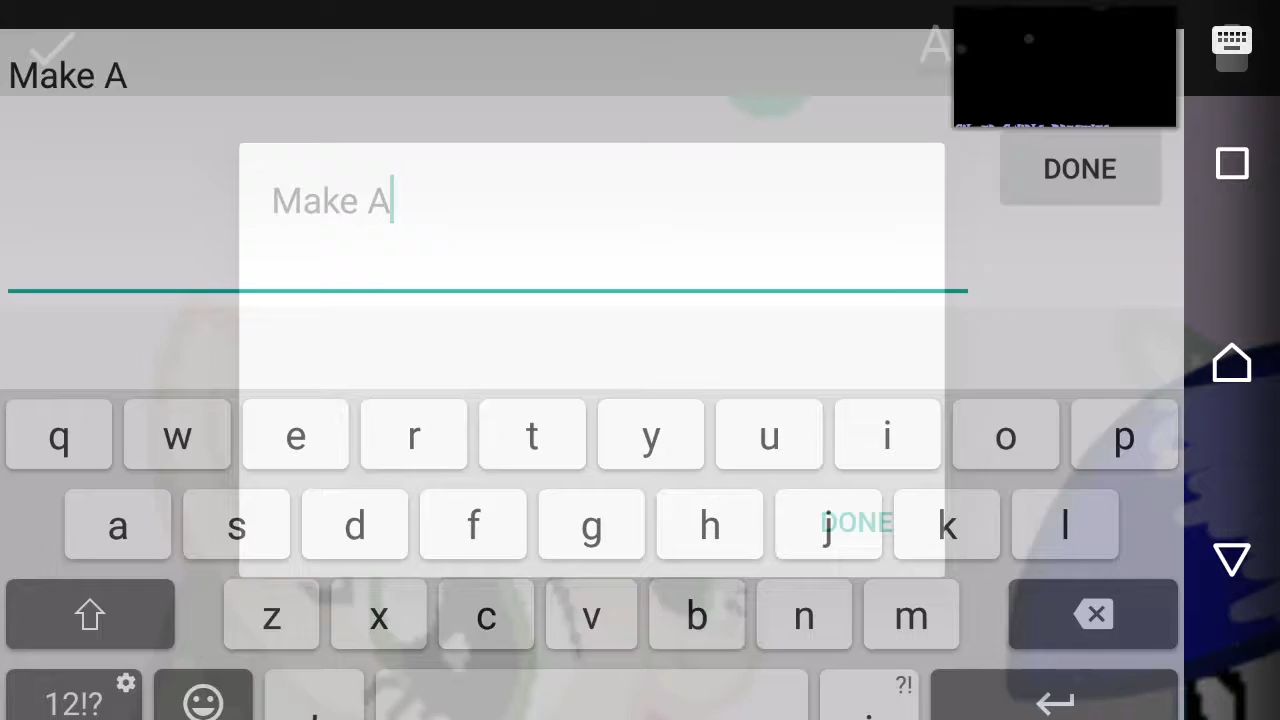 A
Make A
DONE
Make A
q w e r t y u i o p
a s d f g h j k l
DONE
z x c v b n m
?!
12!?